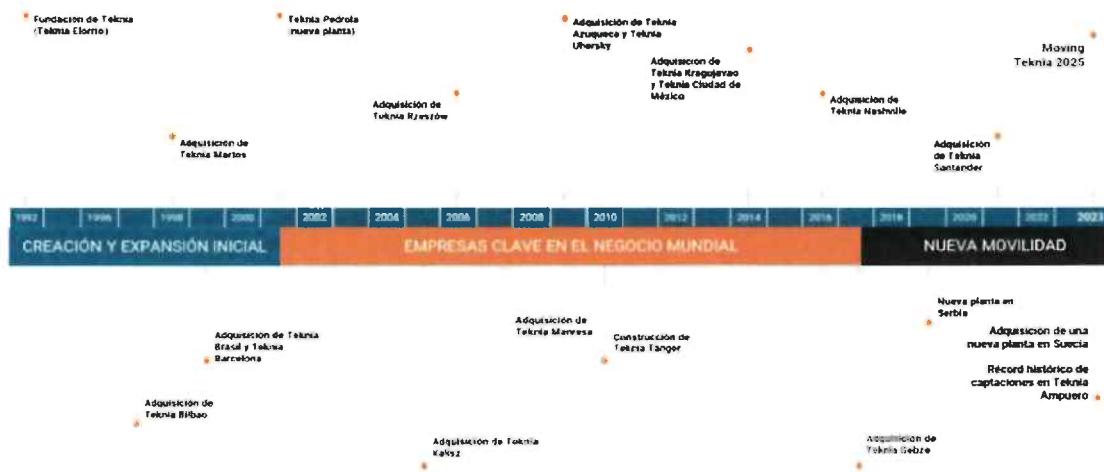 Fundación de Teknia
(Teknia Elorrio)
Teknia Pedrola
(nueva planta)
Adquisición de Teknia
Azuqueca y Teknia
Uhersky
Adquisición de
Teknia Kragujevac
y Teknia Ciudad de
México
Moving
Teknia 2025
Adquisición de
Teknia Rzeszów
Adquisición de
Teknia Nashville
Adquisición de
Teknia Martos
Adquisición
de Teknia
Santander
1992 1996 1998 2000 2002 2004 2006 2008 2010 2012 2014 2016 2018 2020 2022 2023
CREACIÓN Y EXPANSIÓN INICIAL
EMPRESAS CLAVE EN EL NEGOCIO MUNDIAL
NUEVA MOVILIDAD
Nueva planta en
Serbia
Adquisición de
Teknia Manresa
Adquisición de Teknia
Brasil y Teknia
Barcelona
Construcción de
Teknia Tánger
Adquisición de una
nueva planta en Suecia
Récord histórico de
captaciones en Teknia
Ampuero
Adquisición de
Teknia Bilbao
Adquisición de Teknia
Kalisz
Adquisición de
Teknia Gebze